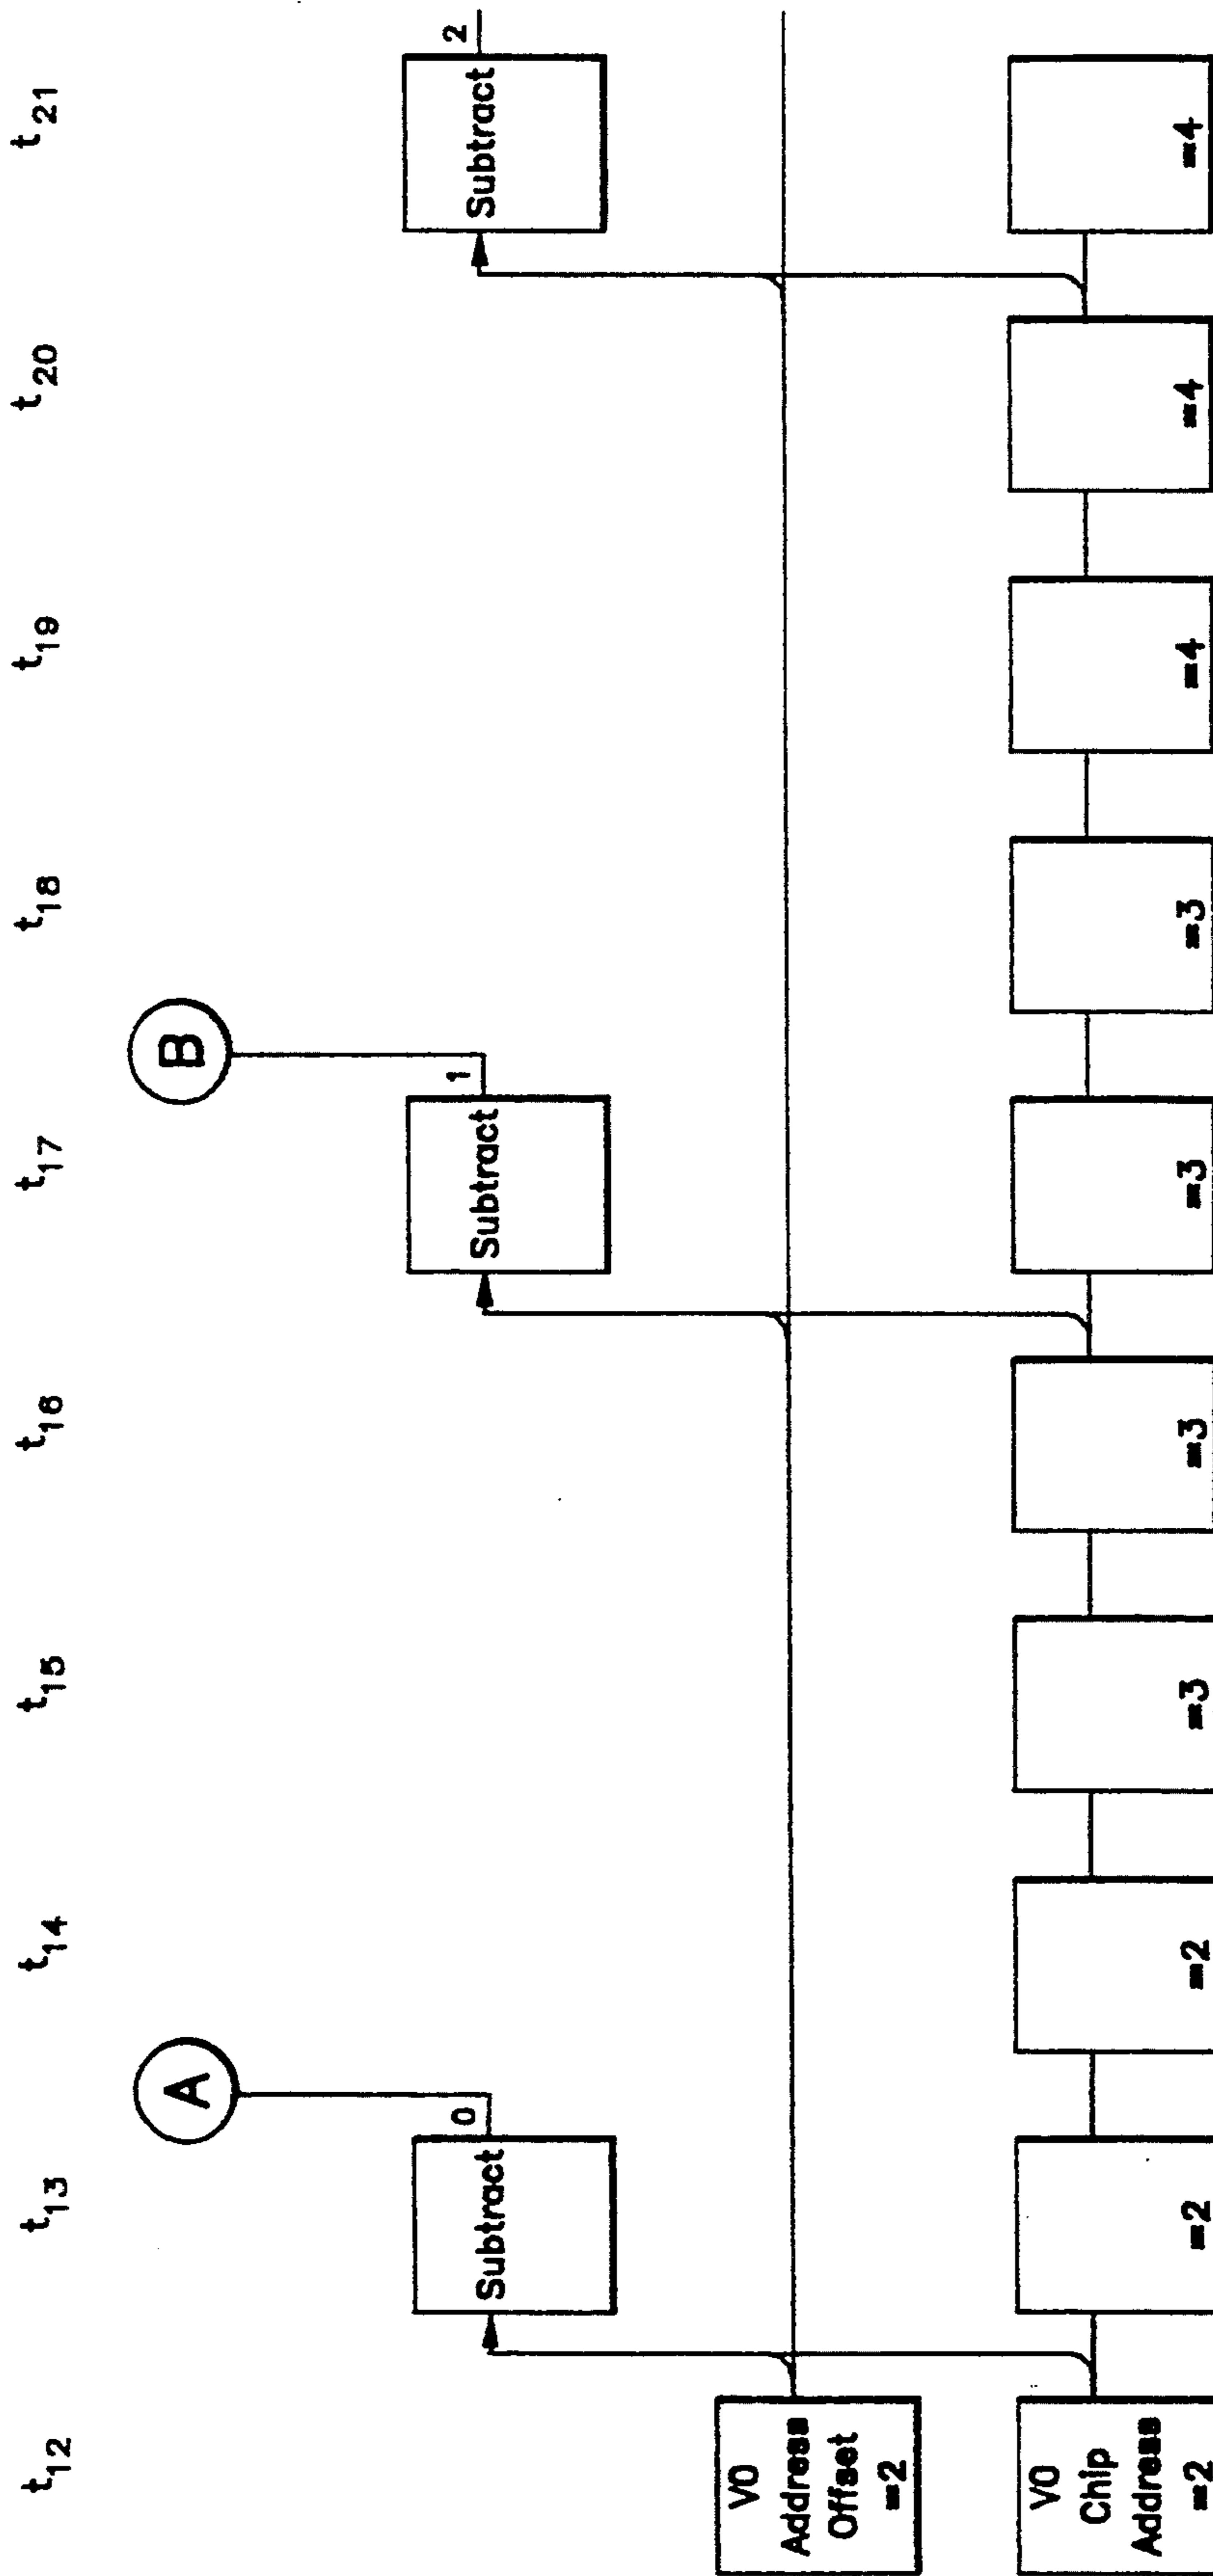 t12 t13 t14 t15 t16 t17 t18 t19 t20 t21
A
B
Subtract 0
Subtract 1
Subtract 2
V0
Address
Offset
=2
V0
Chip
Address
=2
=2
=2
=3
=3
=3
=3
=4
=4
=4